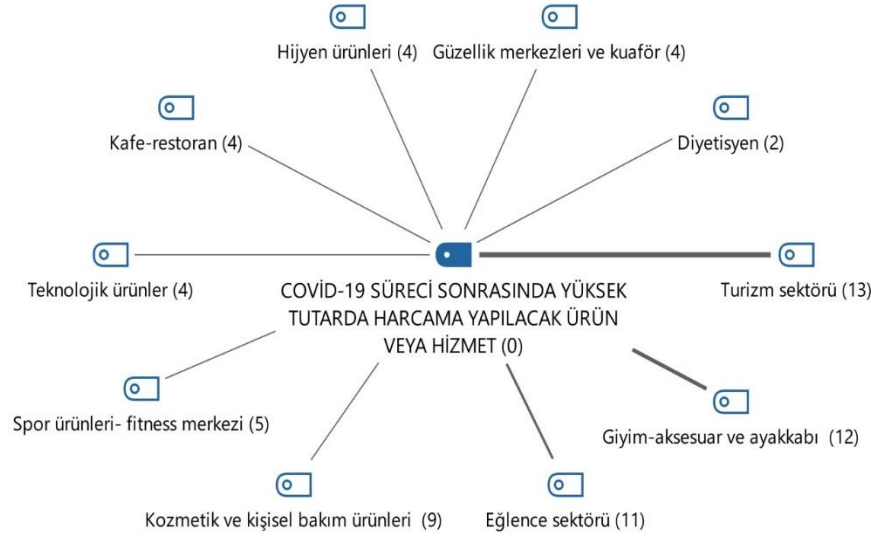 Hijyen ürünleri (4)
Güzellik merkezleri ve kuaför (4)
Kafe-restoran (4)
Diyetisyen (2)
Teknolojik ürünler (4)
COVİD-19 SÜRECİ SONRASINDA YÜKSEK
TUTARDA HARCAMA YAPILACAK ÜRÜN
VEYA HİZMET (0)
Turizm sektörü (13)
Spor ürünleri- fitness merkezi (5)
Giyim-aksesuar ve ayakkabı (12)
Kozmetik ve kişisel bakım ürünleri (9)
Eğlence sektörü (11)